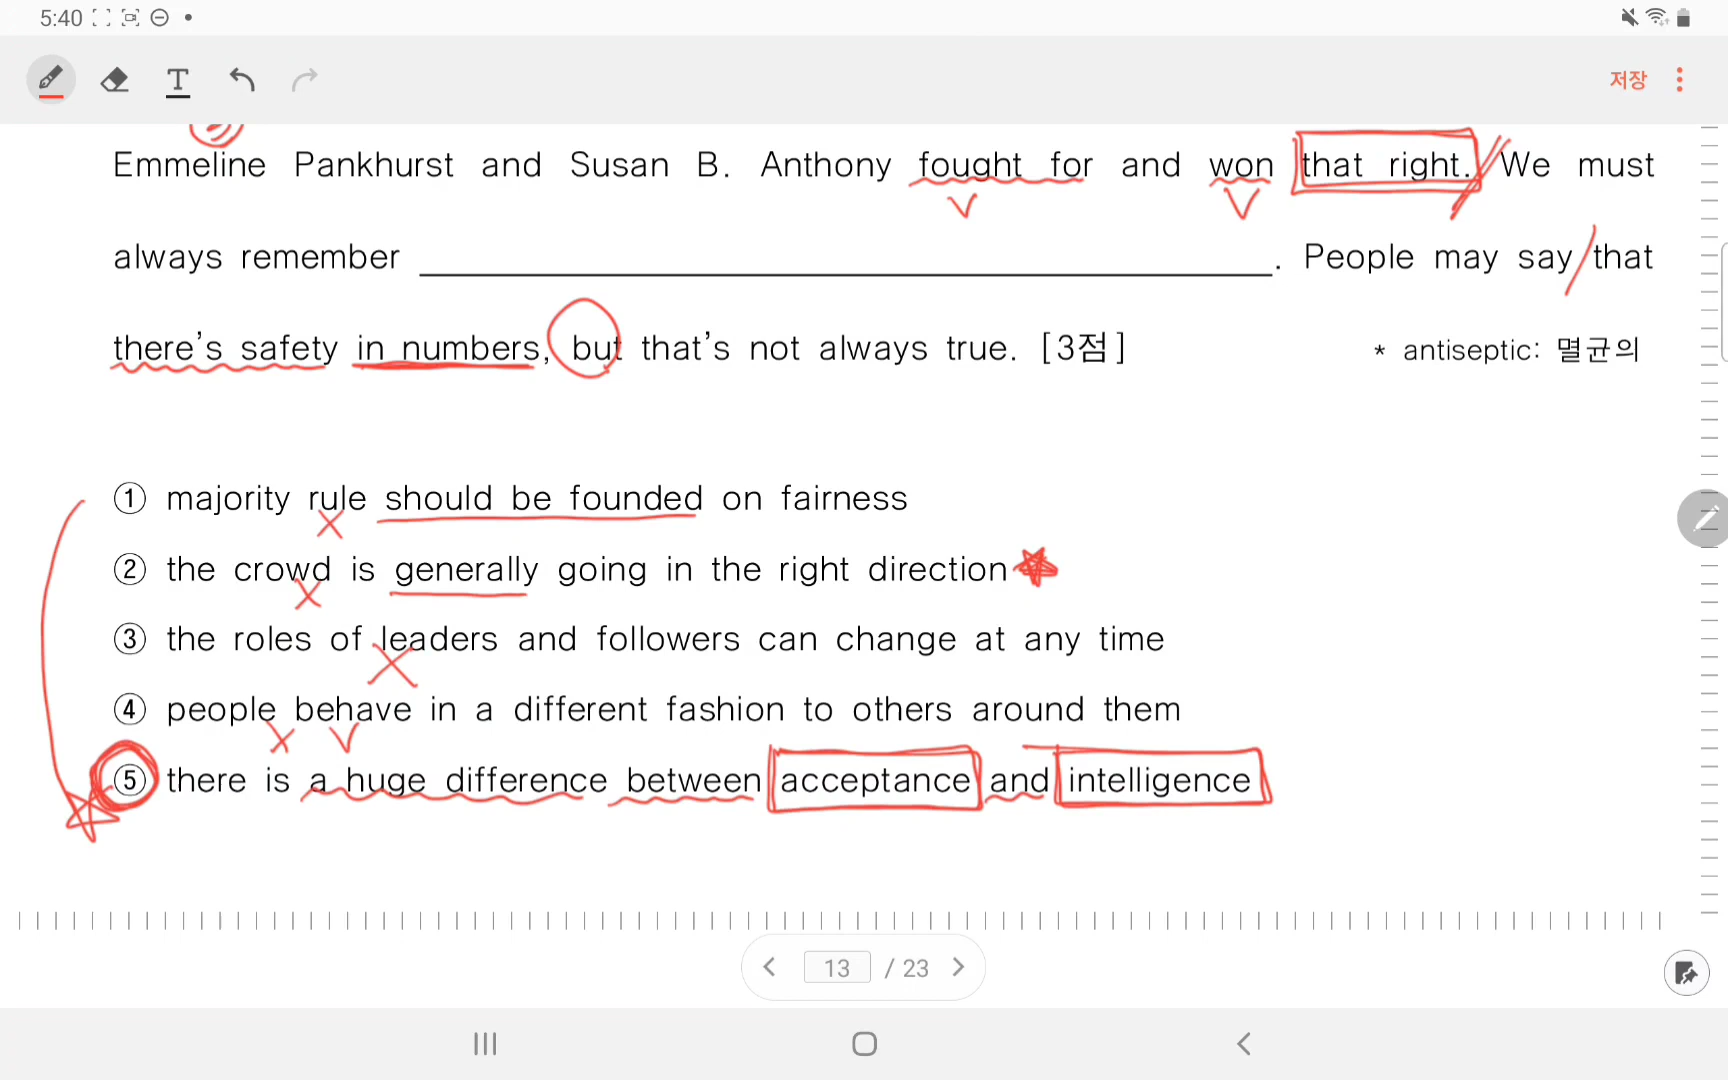 5:40
T
저장
Emmeline Pankhurst and Susan B. Anthony fought for and won that right. We must
always remember ______________________________. People may say that
there's safety in numbers, but that's not always true. [3점]
* antiseptic: 멸균의
① majority rule should be founded on fairness
② the crowd is generally going in the right direction
③ the roles of leaders and followers can change at any time
④ people behave in a different fashion to others around them
⑤ there is a huge difference between acceptance and intelligence
13 / 23